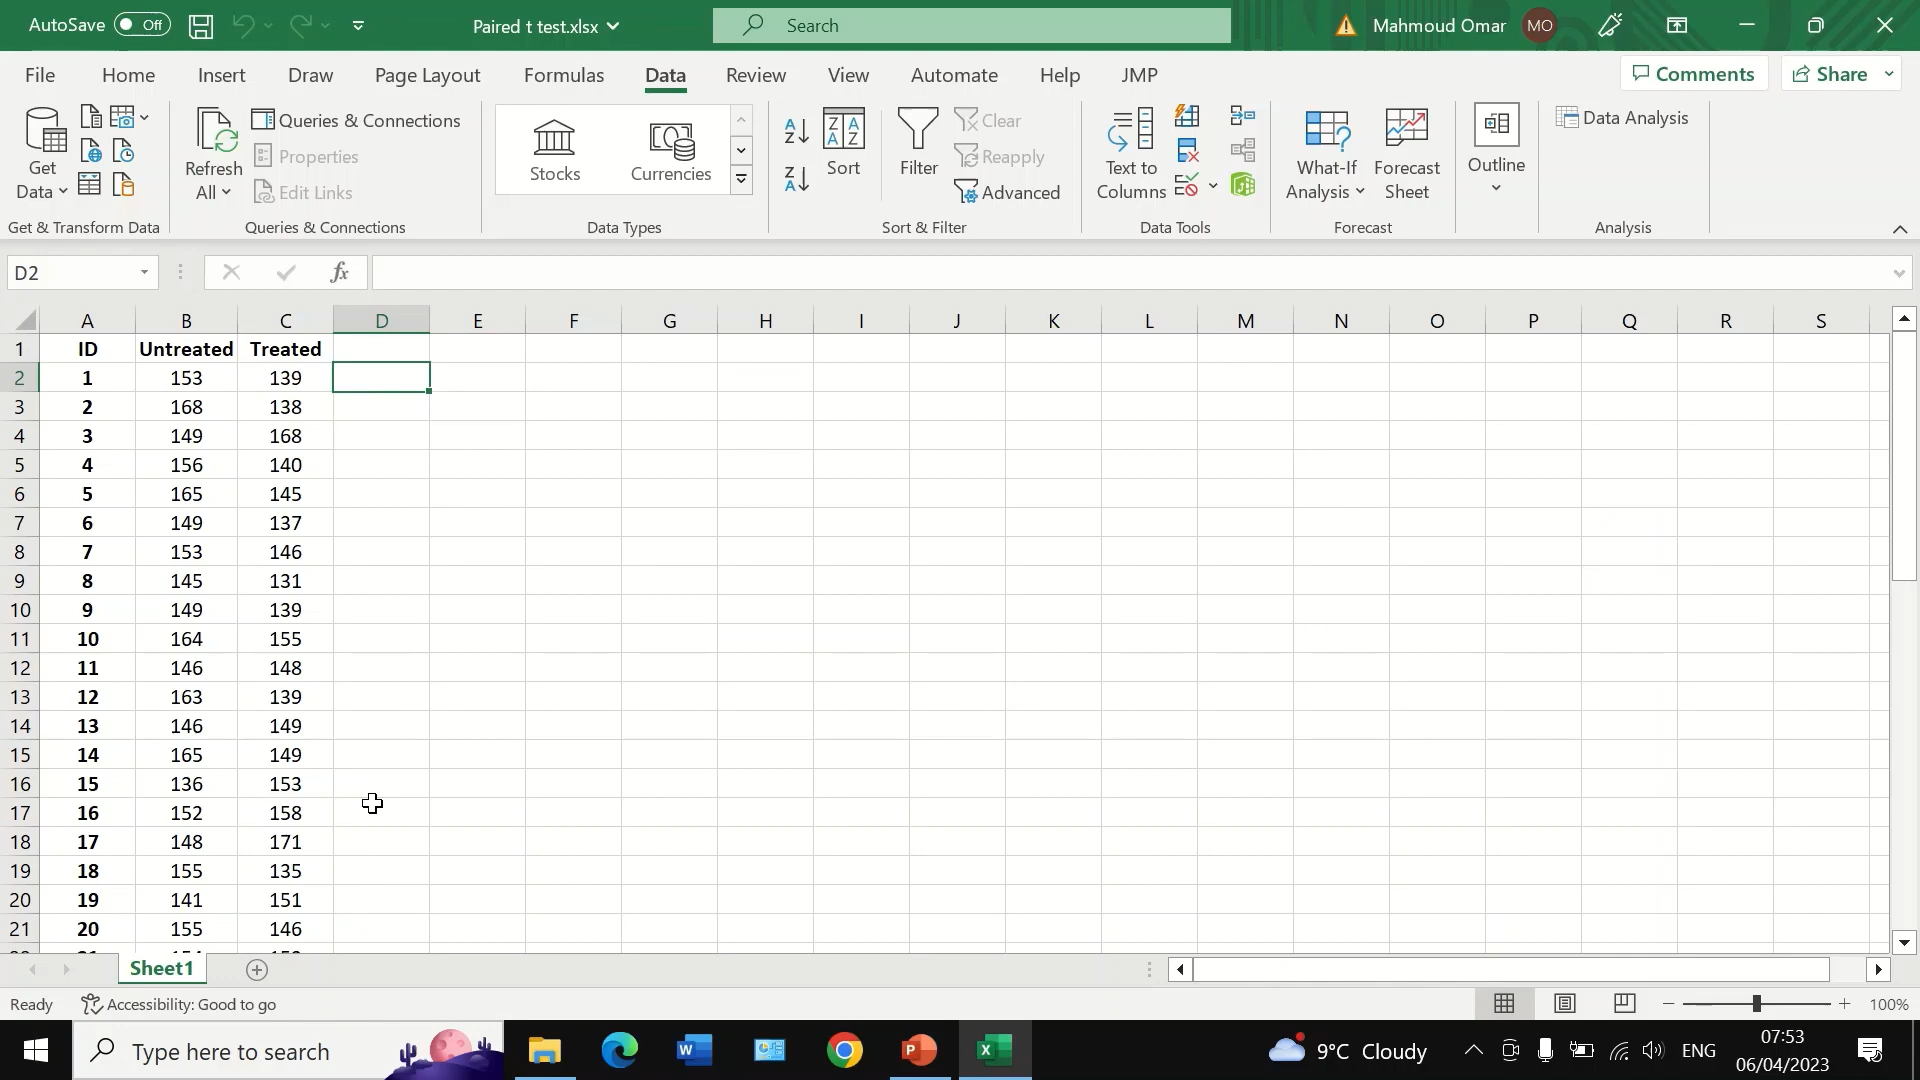 AutoSave Off Paired t test.xlsx Search Mahmoud Omar MO
File Home Insert Draw Page Layout Formulas Data Review View Automate Help JMP Comments Share
Get Data
Refresh All
Queries & Connections
Properties
Edit Links
Stocks
Currencies
Sort
Filter
Clear
Reapply
Advanced
Text to Columns
What-If Analysis
Forecast Sheet
Outline
Data Analysis
Get & Transform Data Queries & Connections Data Types Sort & Filter Data Tools Forecast Analysis
D2 fx
A B C D E F G H I J K L M N O P Q R S
1 ID Untreated Treated
2 1 153 139
3 2 168 138
4 3 149 168
5 4 156 140
6 5 165 145
7 6 149 137
8 7 153 146
9 8 145 131
10 9 149 139
11 10 164 155
12 11 146 148
13 12 163 139
14 13 146 149
15 14 165 149
16 15 136 153
17 16 152 158
18 17 148 171
19 18 155 135
20 19 141 151
21 20 155 146
Sheet1
Ready Accessibility: Good to go 100%
Type here to search 9°C Cloudy ENG 07:53
06/04/2023